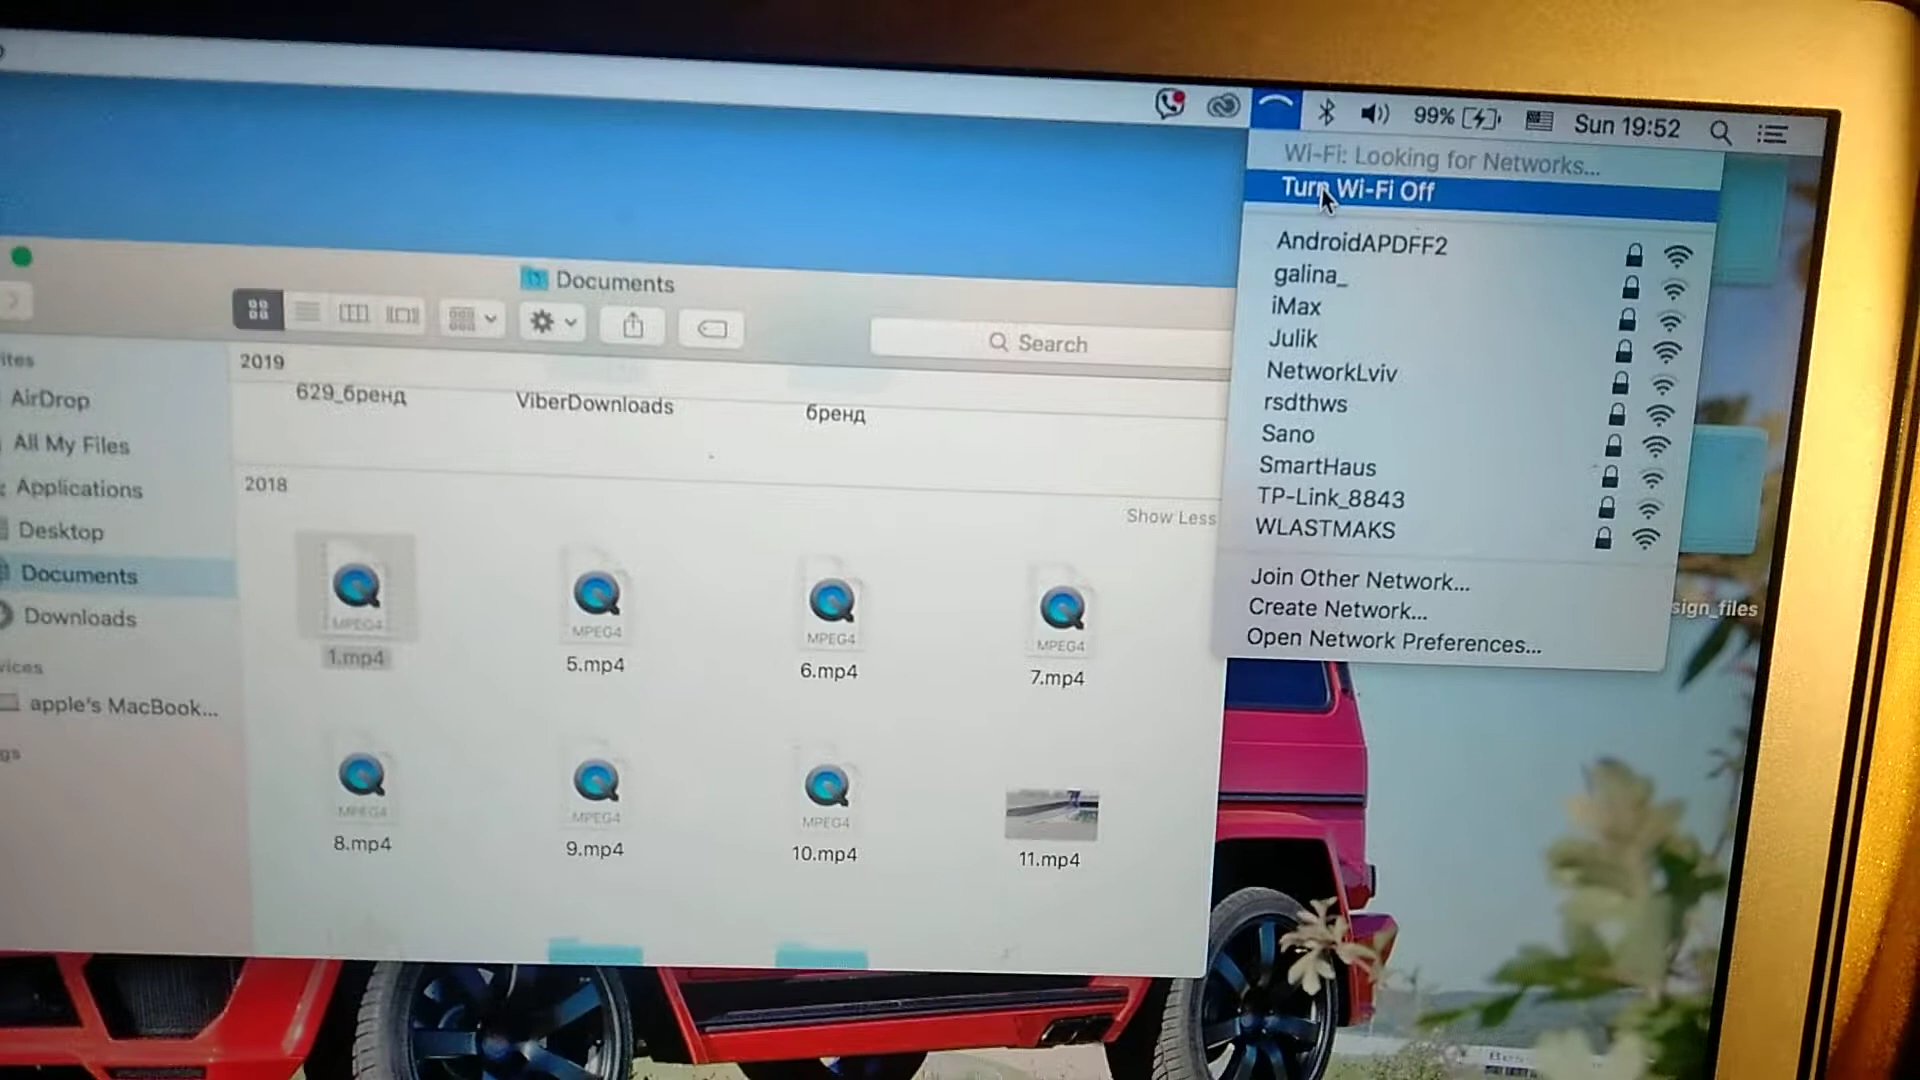 99%
Sun 19:52
Wi-Fi: Looking for Networks...
Turn Wi-Fi Off
AndroidAPDFF2
galina_
iMax
Julik
NetworkLviv
rsdthws
Sano
SmartHaus
TP-Link_8843
WLASTMAKS
Join Other Network...
Create Network...
Open Network Preferences...
sign_files
Documents
Search
ites
AirDrop
All My Files
Applications
Desktop
Documents
Downloads
vices
apple's MacBook...
gs
2019
629_бренд
ViberDownloads
бренд
2018
Show Less
MPEG4
1.mp4
MPEG4
5.mp4
MPEG4
6.mp4
MPEG4
7.mp4
MPEG4
8.mp4
MPEG4
9.mp4
MPEG4
10.mp4
11.mp4